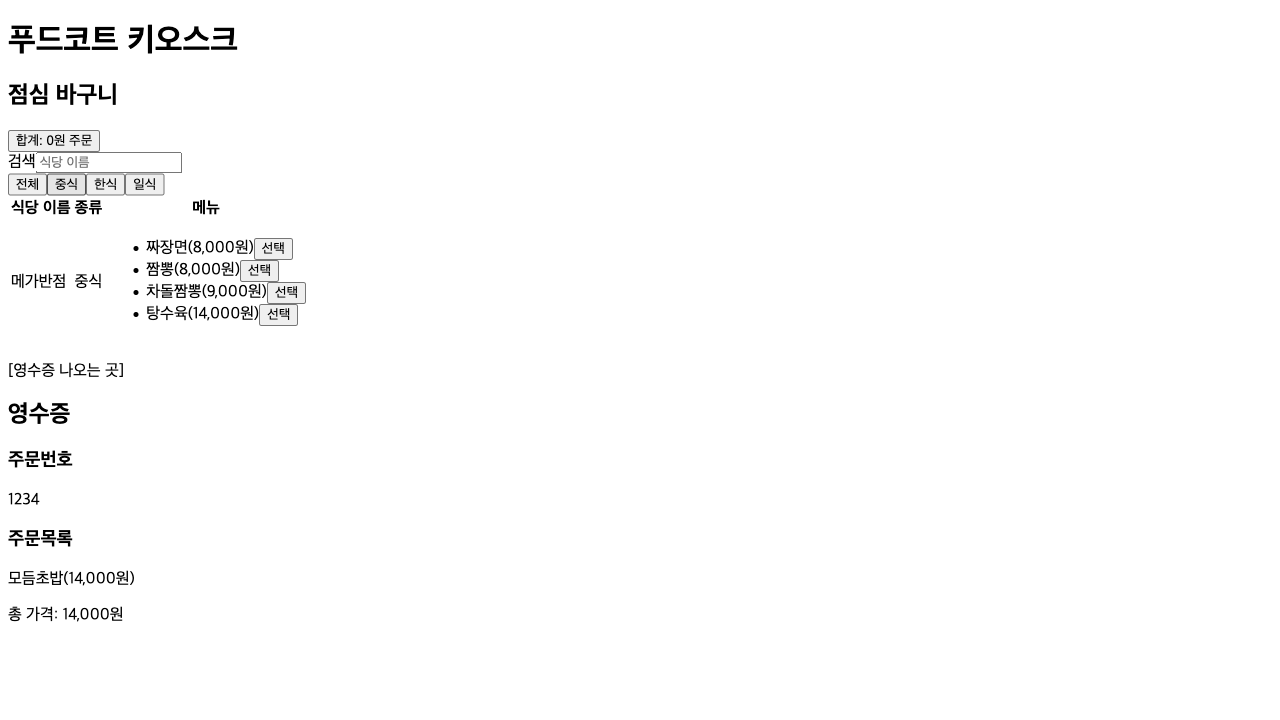 푸드코트 키오스크
점심 바구니
합계: 0원 주문
검색 식당 이름
전체 중식 한식 일식
식당 이름 종류 메뉴
메가반점 중식
• 짜장면(8,000원) 선택
• 짬뽕(8,000원) 선택
• 차돌짬뽕(9,000원) 선택
• 탕수육(14,000원) 선택
[영수증 나오는 곳]
영수증
주문번호
1234
주문목록
모듬초밥(14,000원)
총 가격: 14,000원